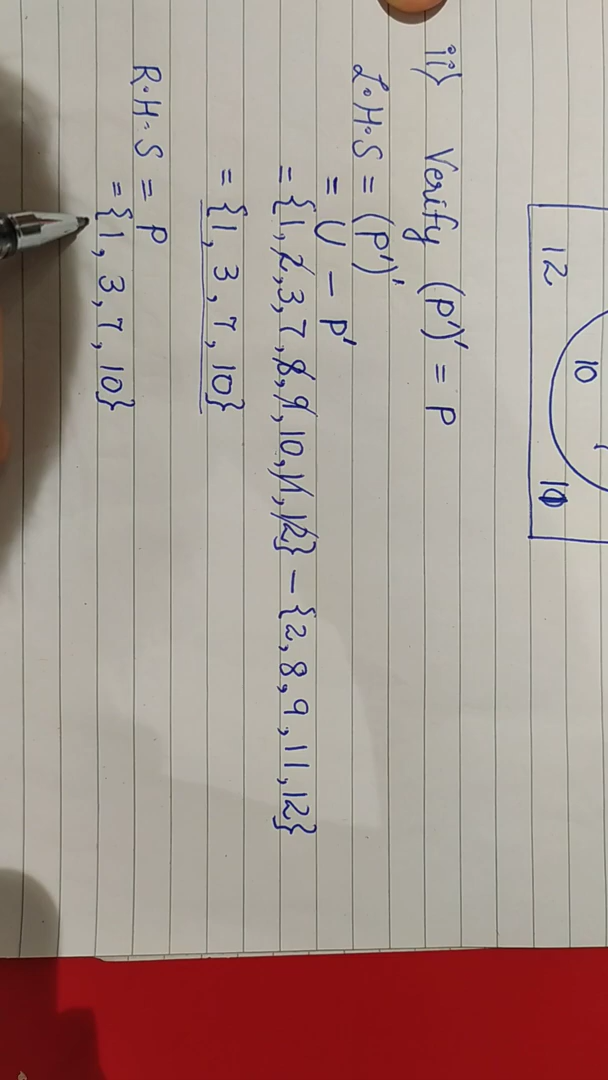 12
10
ii) Verify (P')' = P
L.H.S = (P')'
= U - P'
= {1, 2, 3, 7, 8, 9, 10, 11, 12} - {2, 8, 9, 11, 12}
= {1, 3, 7, 10}
R.H.S = P
= {1, 3, 7, 10}